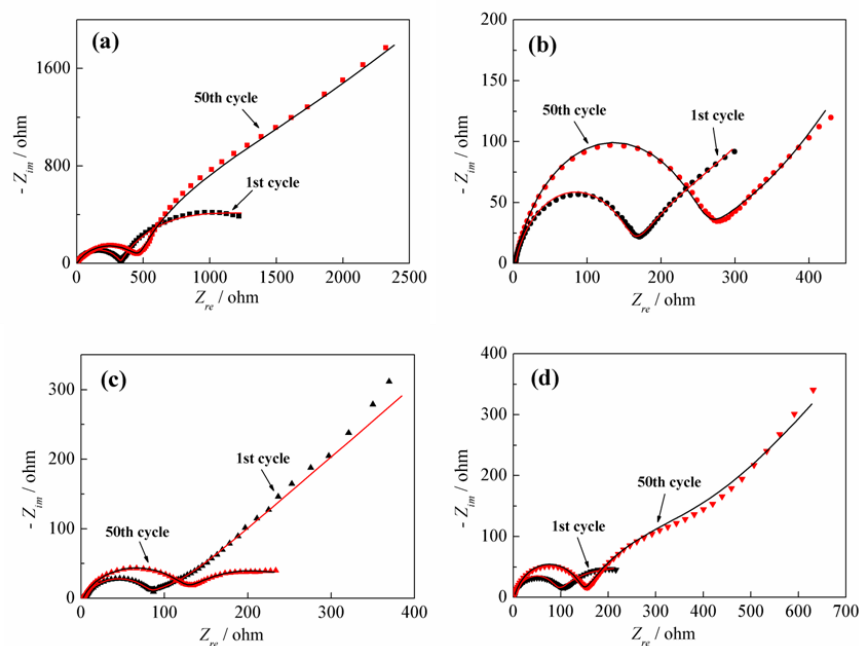 (a)
1600
800
0
- Z_im / ohm
50th cycle
1st cycle
0 500 1000 1500 2000 2500
Z_re / ohm
(b)
200
150
100
50
0
- Z_im / ohm
50th cycle
1st cycle
0 100 200 300 400
Z_re / ohm
(c)
300
200
100
0
- Z_im / ohm
1st cycle
50th cycle
0 100 200 300 400
Z_re / ohm
(d)
400
300
200
100
0
- Z_im / ohm
50th cycle
1st cycle
0 100 200 300 400 500 600 700
Z_re / ohm